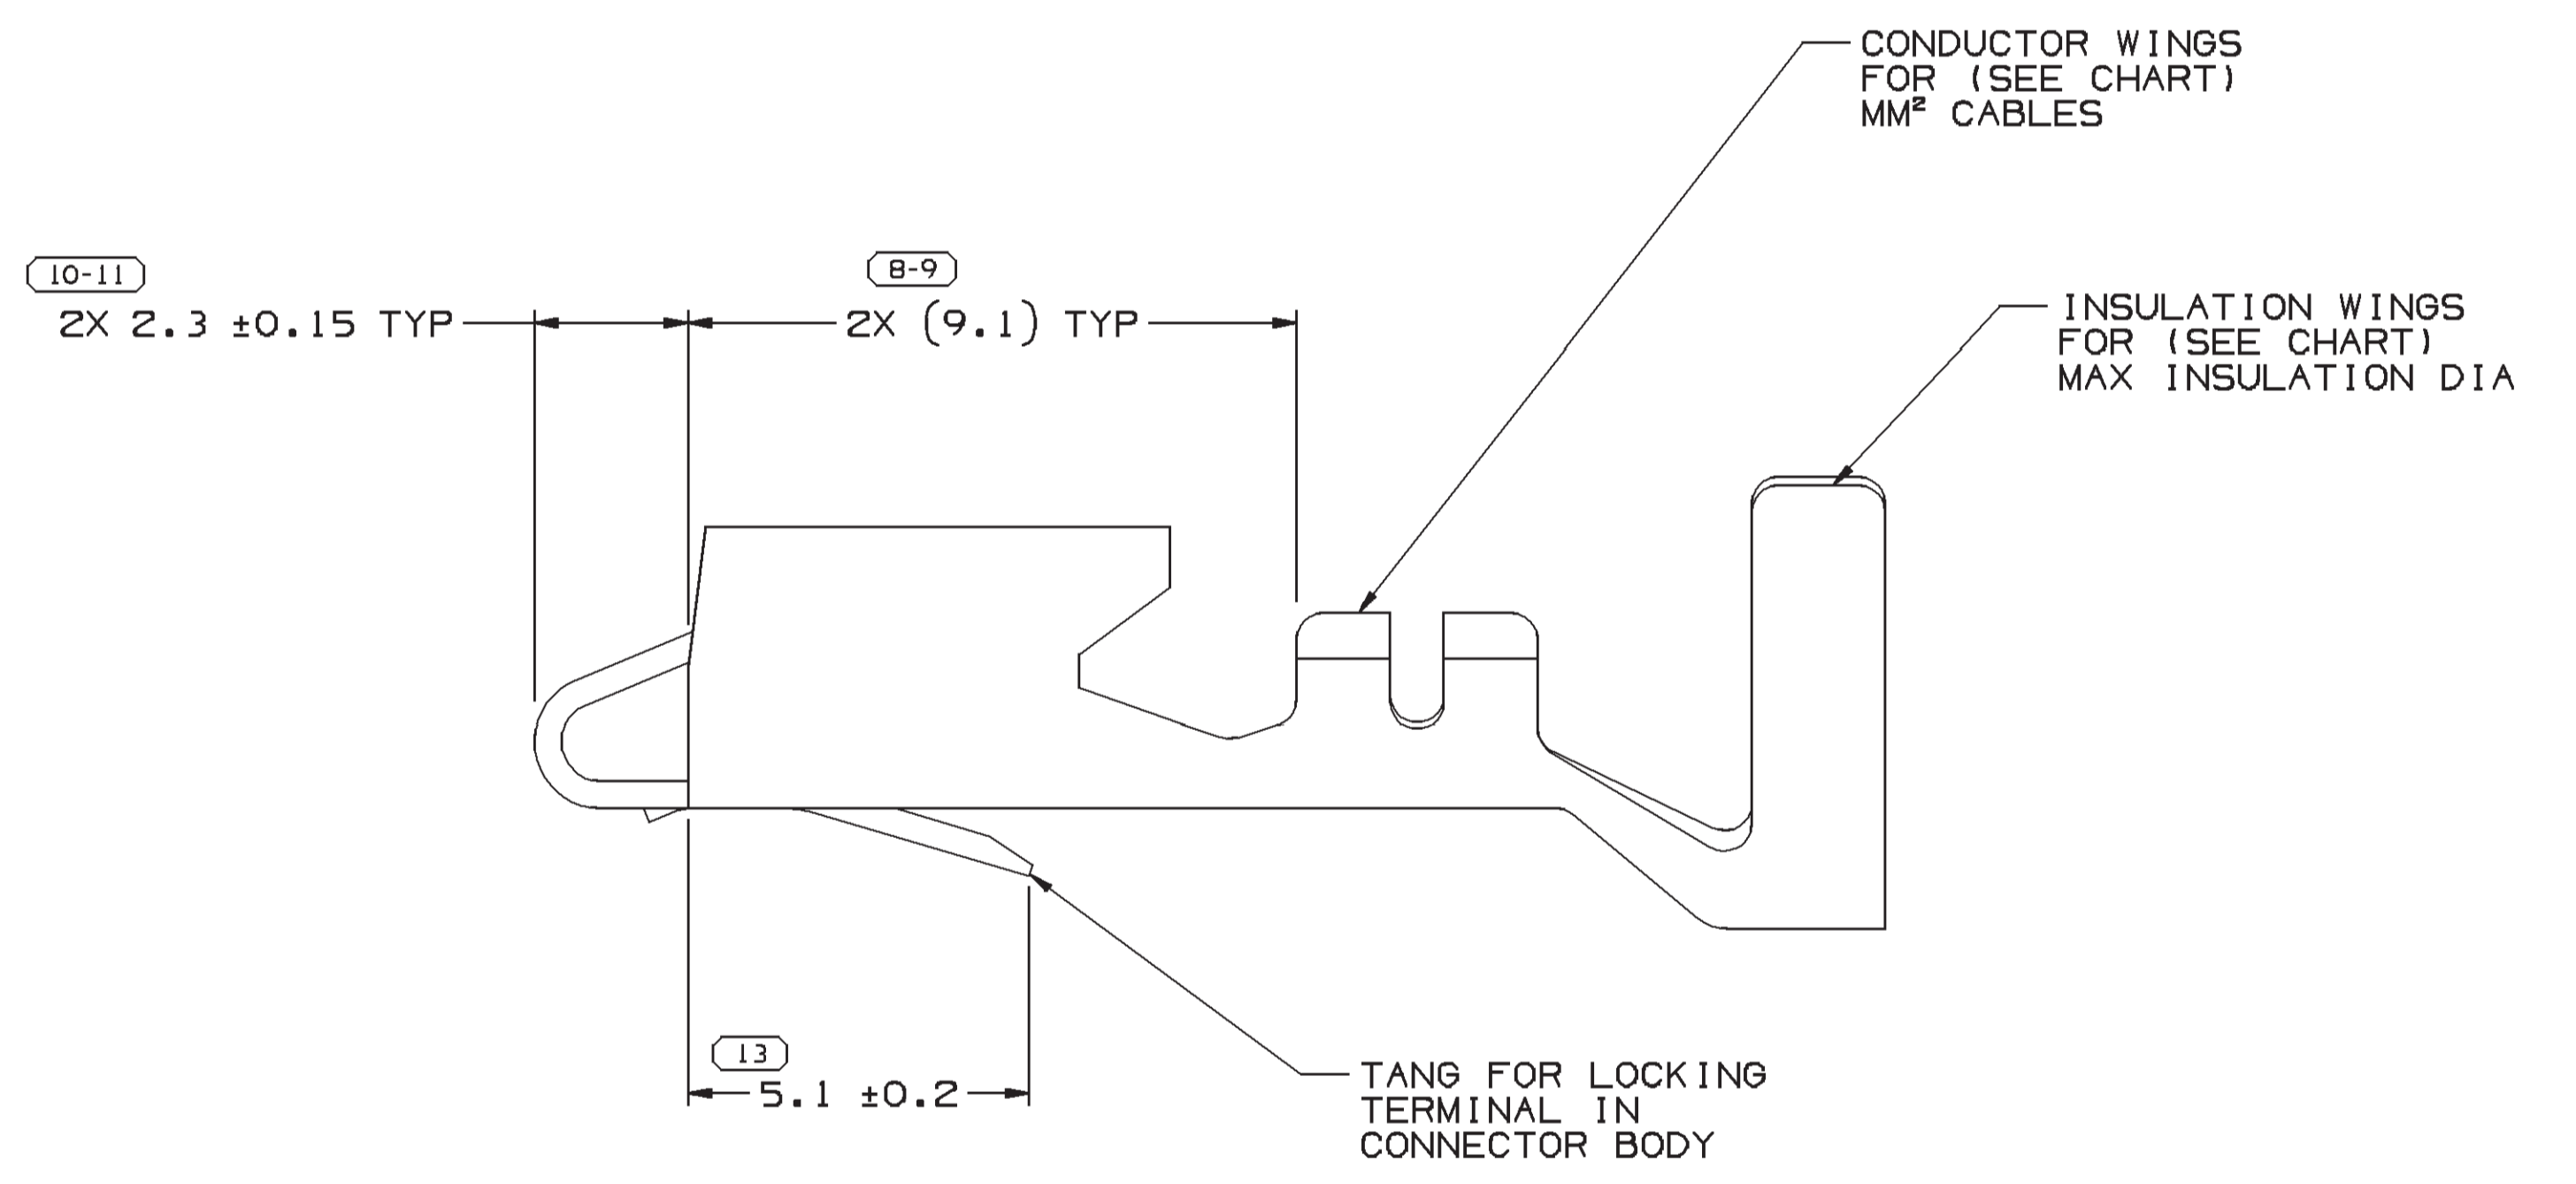 CONDUCTOR WINGS
FOR (SEE CHART)
MM² CABLES
10-11
2X 2.3 ±0.15 TYP
8-9
2X (9.1) TYP
INSULATION WINGS
FOR (SEE CHART)
MAX INSULATION DIA
13
5.1 ±0.2
TANG FOR LOCKING
TERMINAL IN
CONNECTOR BODY